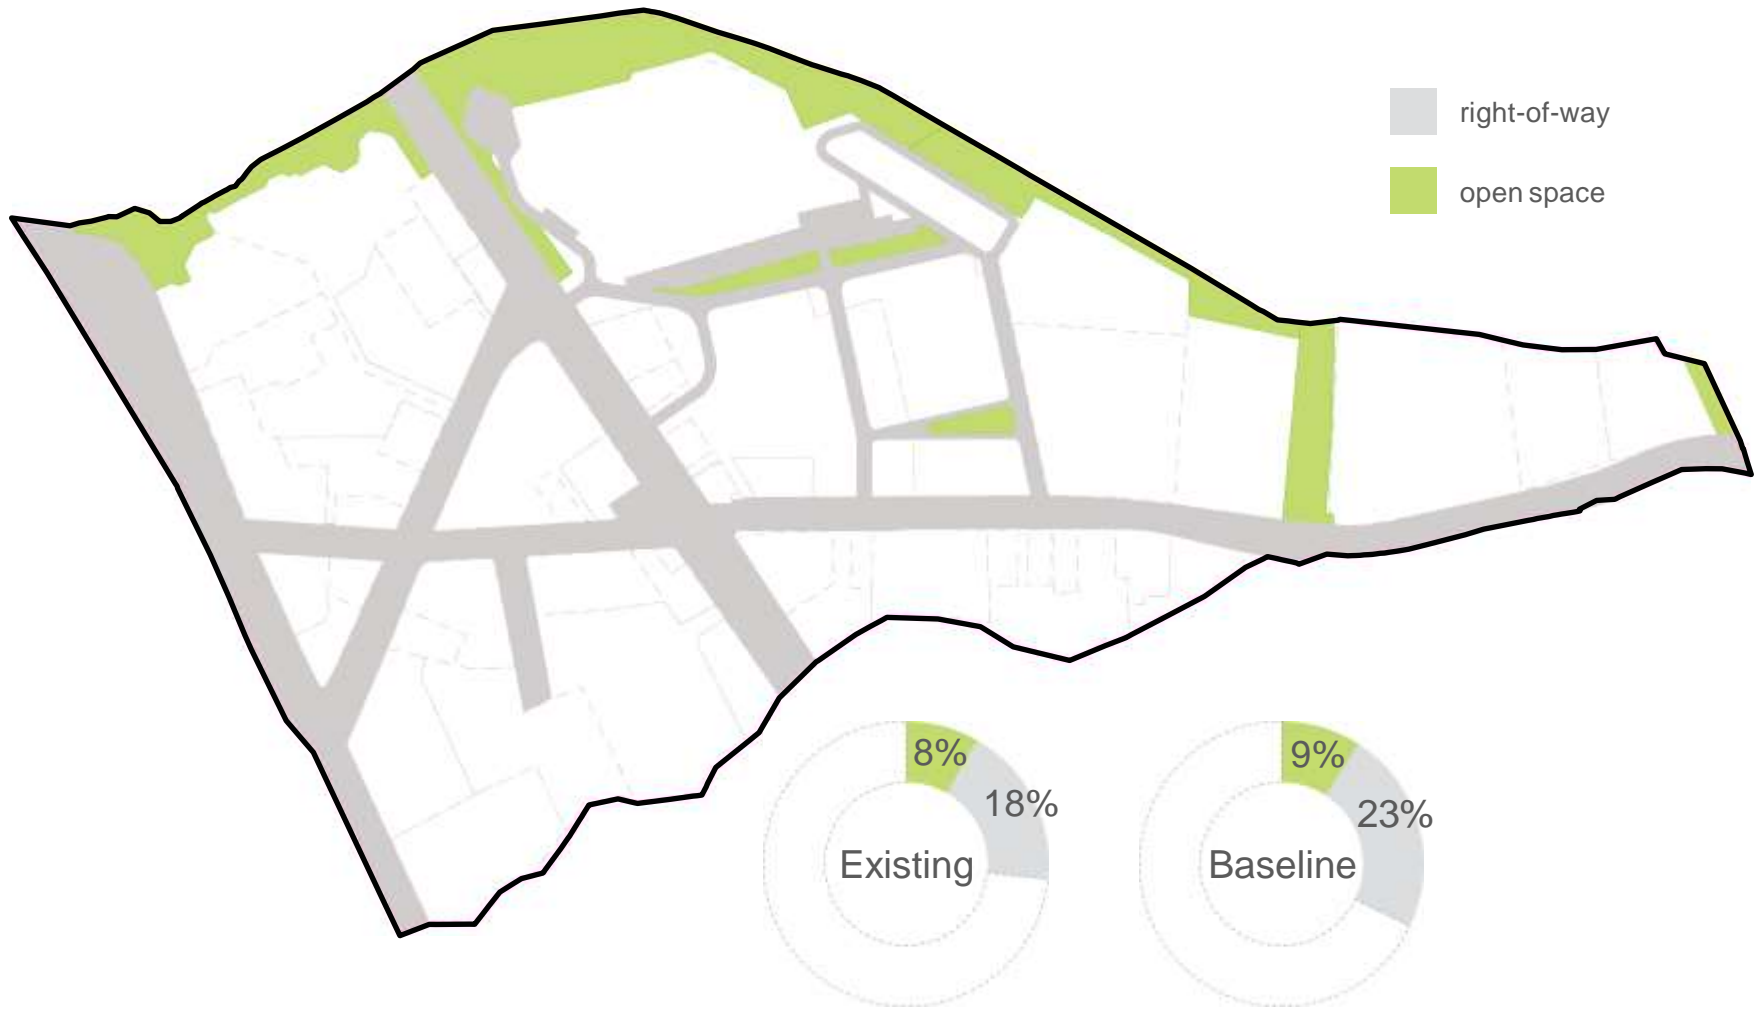 right-of-way
open space
8%
18%
Existing
9%
23%
Baseline